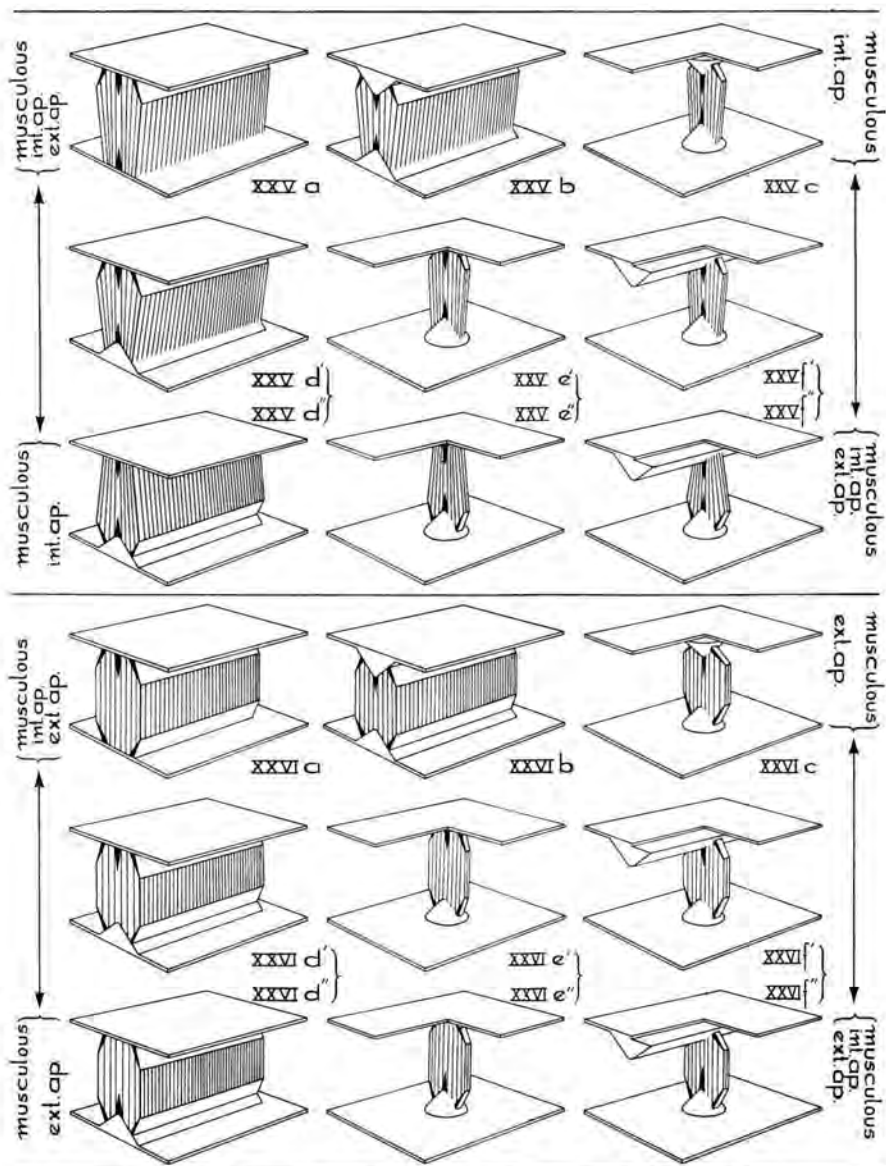 musculous
int.ap.
ext.ap.
musculous
int.ap.
XXV a
XXV b
XXV c
XXV d'
XXV d"
XXV e'
XXV e"
XXV f'
XXV f"
musculous
int.ap.
musculous
int.ap.
ext.ap.
musculous
int.ap.
ext.ap.
musculous
ext.ap.
XXVI a
XXVI b
XXVI c
XXVI d'
XXVI d"
XXVI e'
XXVI e"
XXVI f'
XXVI f"
musculous
ext.ap.
musculous
int.ap.
ext.ap.